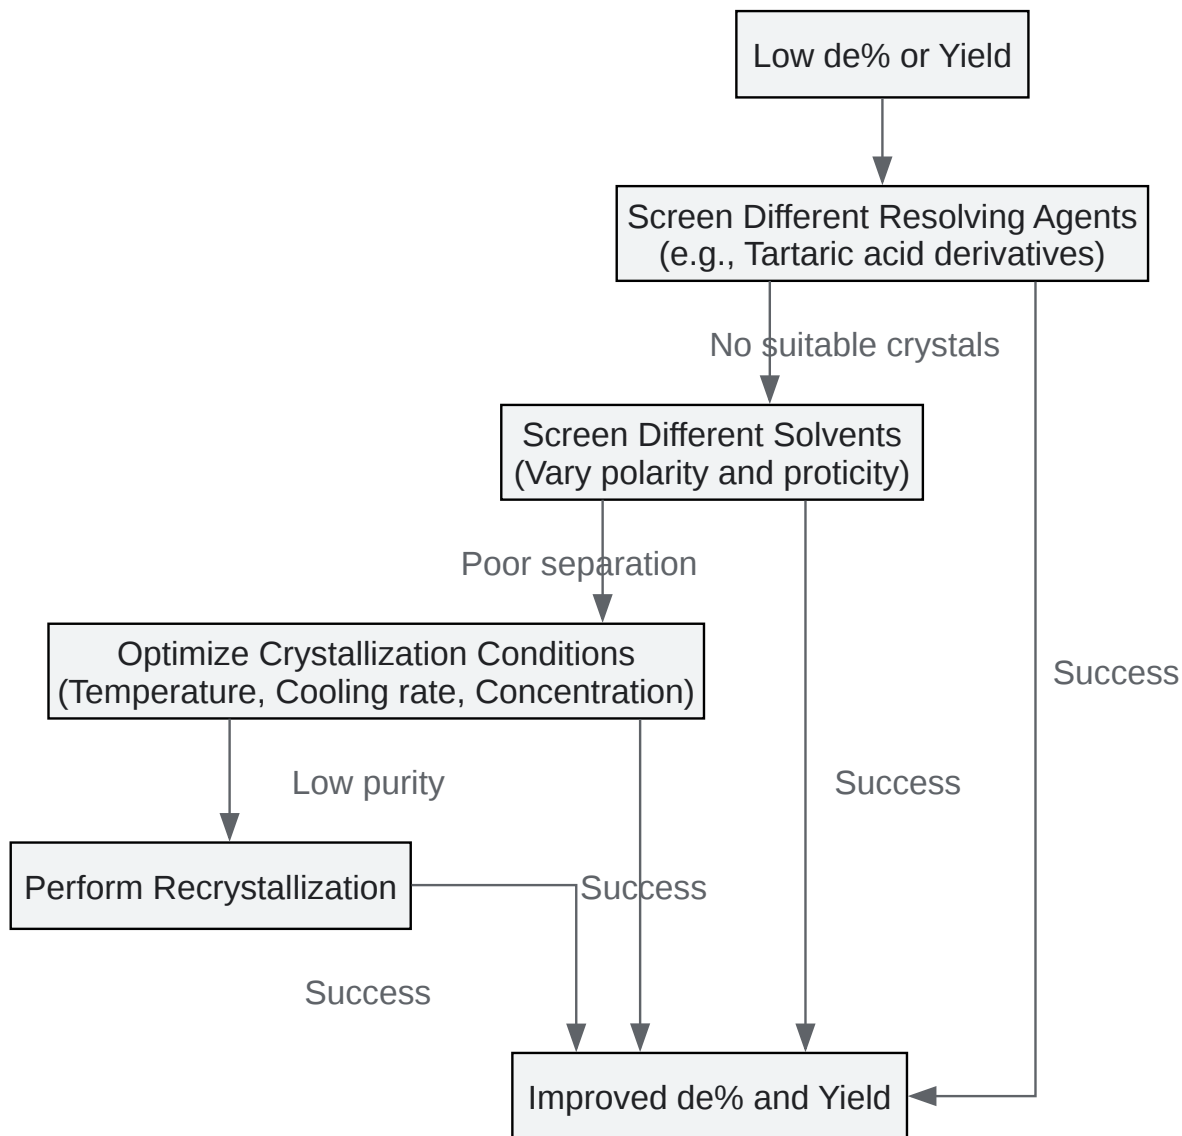 Low de% or Yield
Screen Different Resolving Agents
(e.g., Tartaric acid derivatives)
No suitable crystals
Screen Different Solvents
(Vary polarity and proticity)
Poor separation
Optimize Crystallization Conditions
(Temperature, Cooling rate, Concentration)
Success
Low purity
Success
Perform Recrystallization
Success
Success
Improved de% and Yield